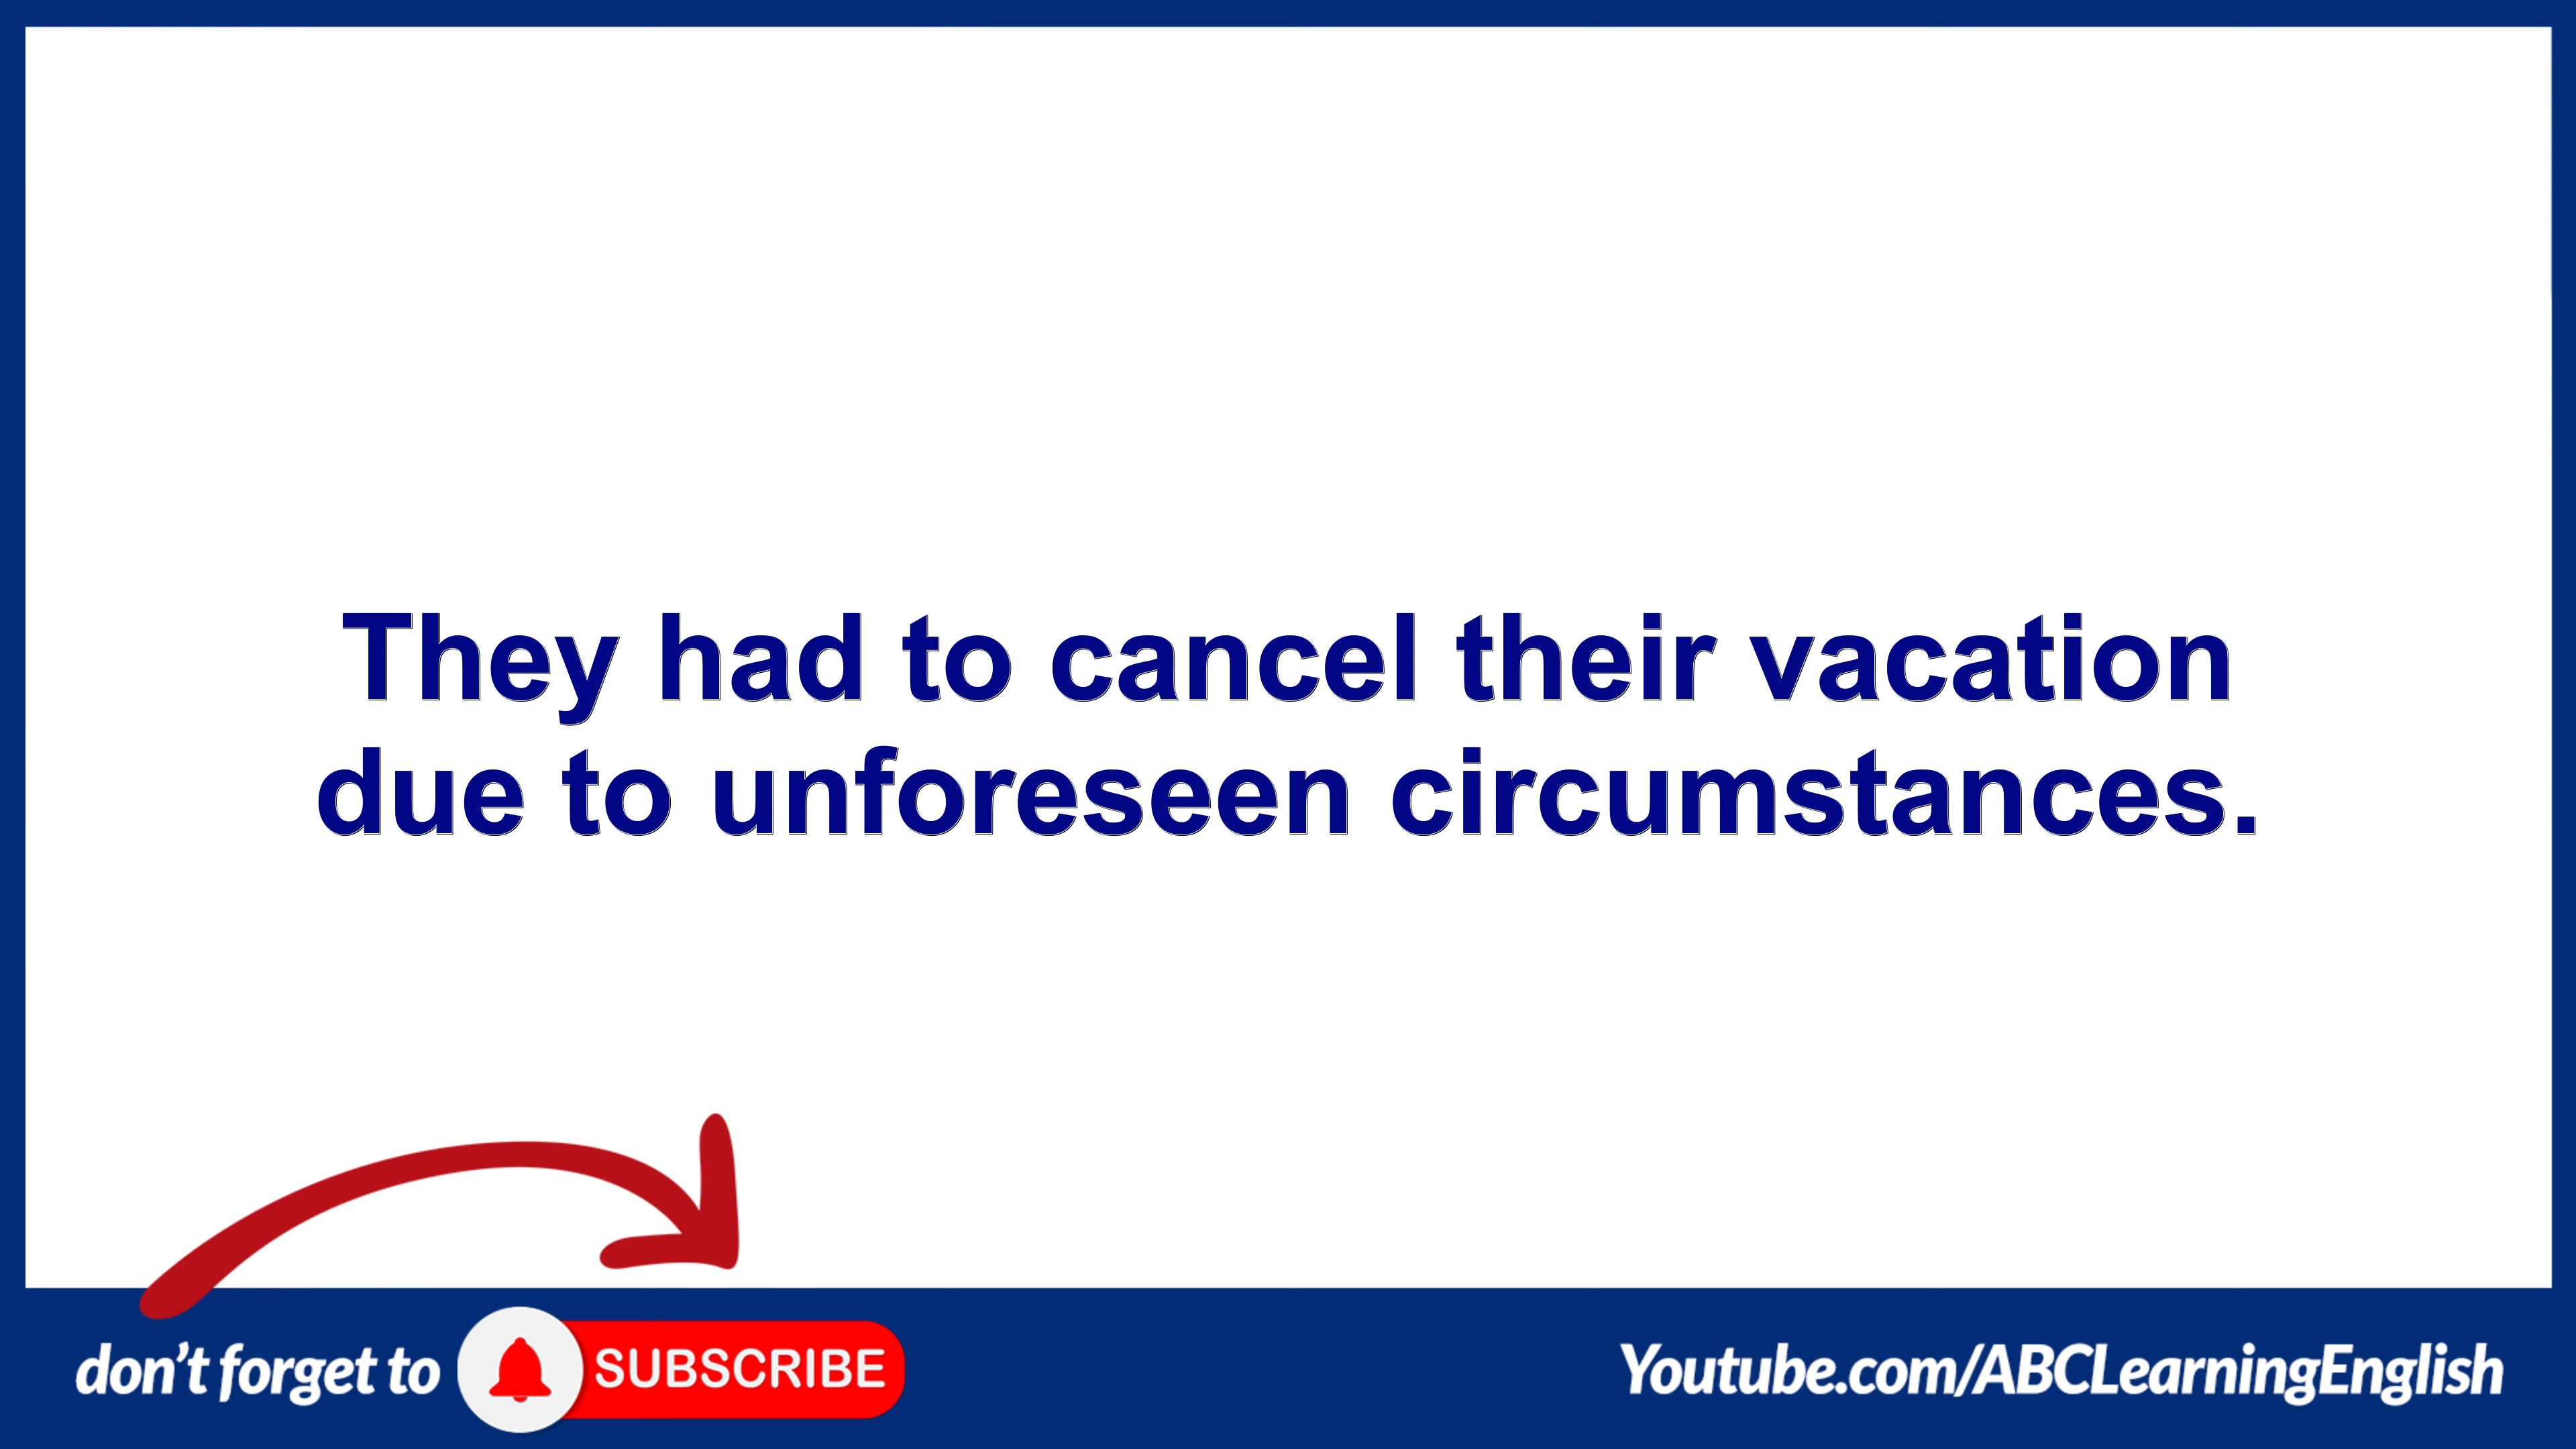 They had to cancel their vacation
due to unforeseen circumstances.
don't forget to SUBSCRIBE
Youtube.com/ABCLearningEnglish